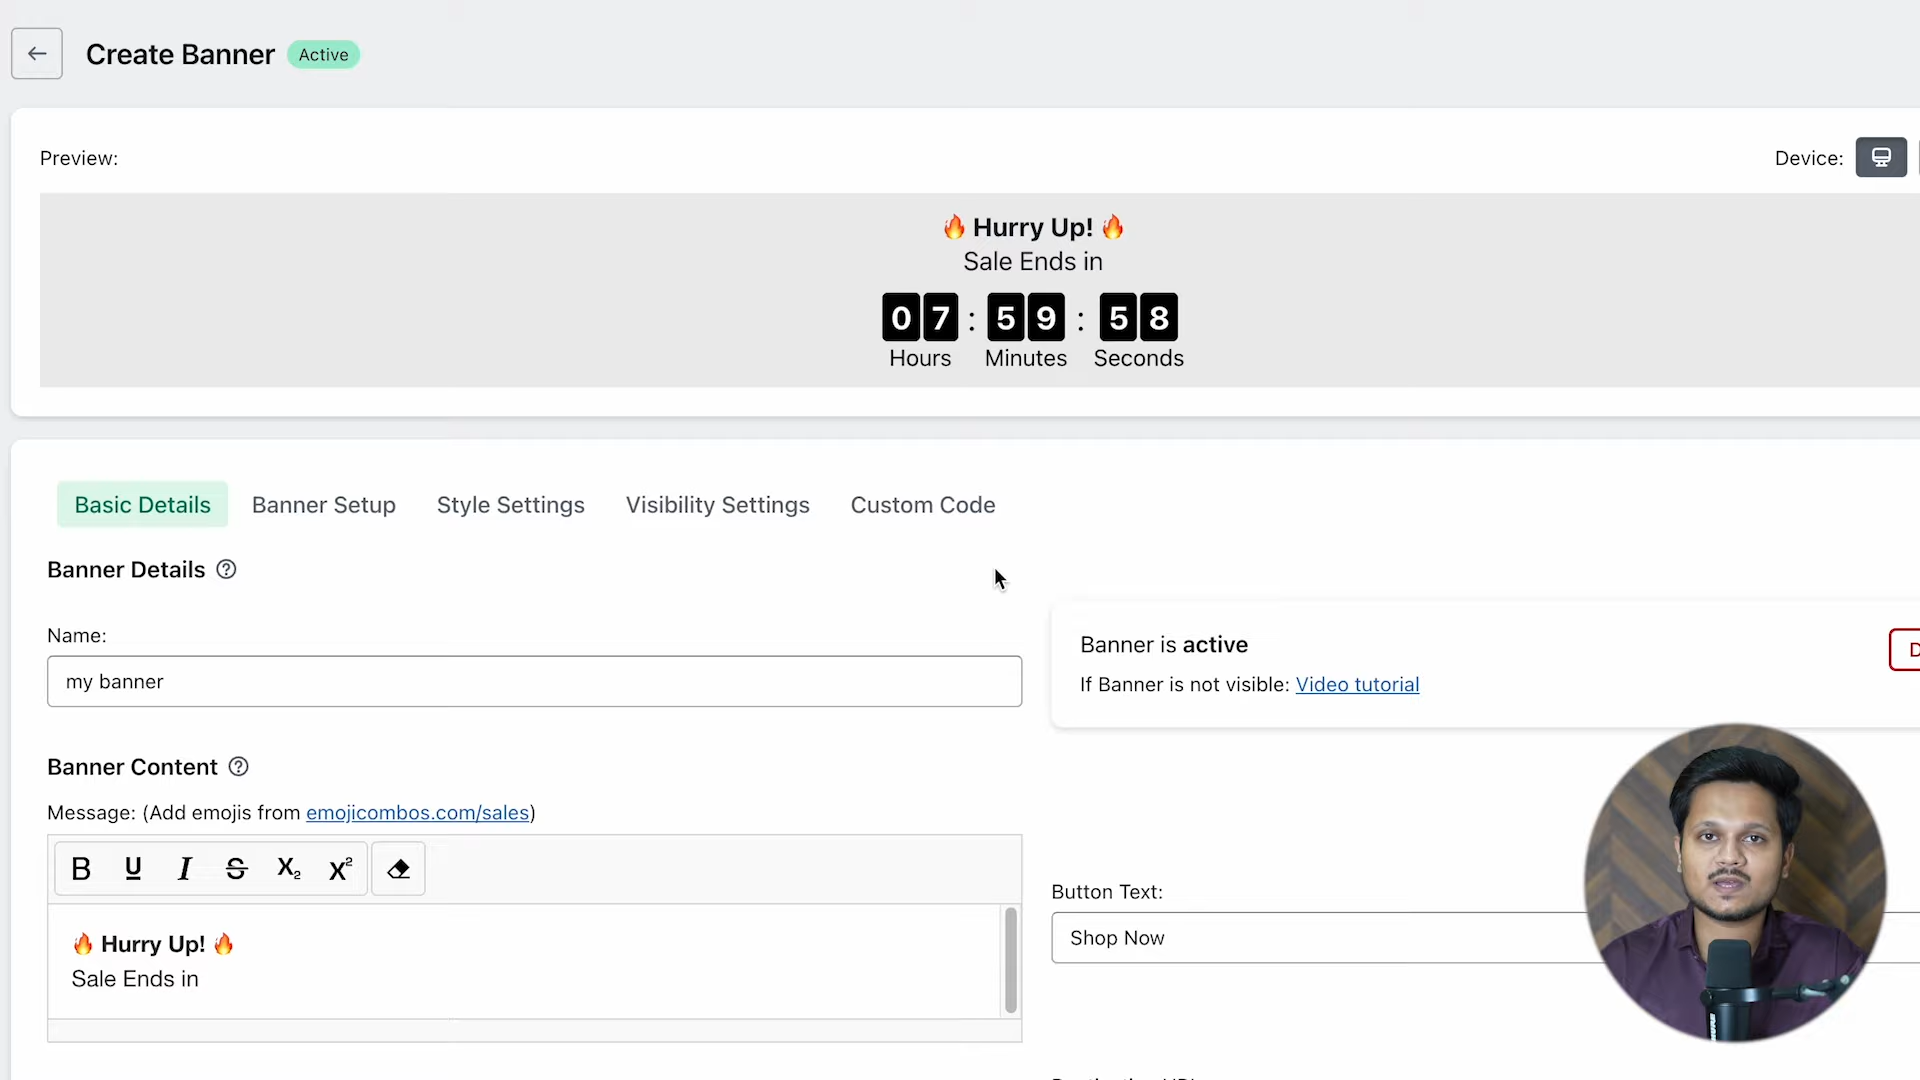 Create Banner Active
Preview:
Device:
🔥 Hurry Up! 🔥
Sale Ends in
07 : 59 : 58
Hours Minutes Seconds
Basic Details Banner Setup Style Settings Visibility Settings Custom Code
Banner Details
Name:
my banner
Banner is active
If Banner is not visible: Video tutorial
Banner Content
Message: (Add emojis from emojicombos.com/sales)
B U I S X₂ X²
🔥 Hurry Up! 🔥
Sale Ends in
Button Text:
Shop Now